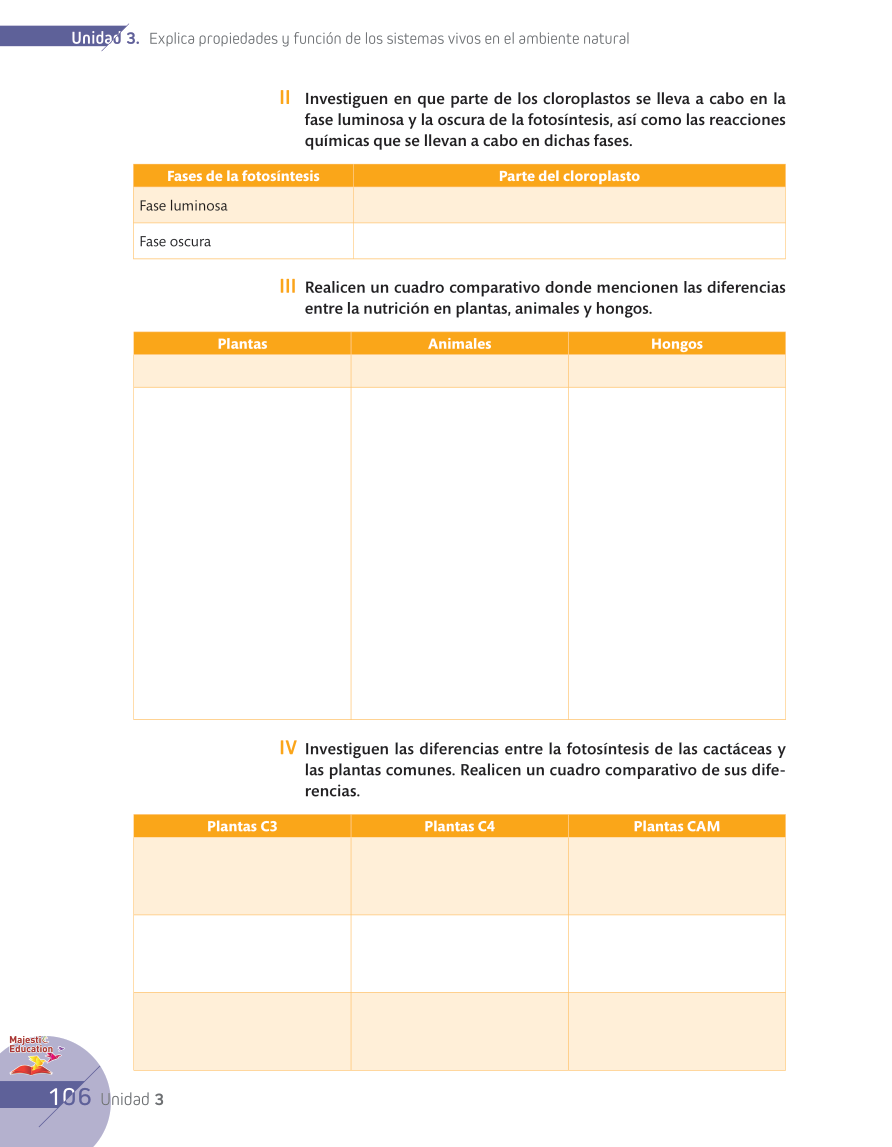 Unidad 3. Explica propiedades y función de los sistemas vivos en el ambiente natural
II Investiguen en que parte de los cloroplastos se lleva a cabo en la
fase luminosa y la oscura de la fotosíntesis, así como las reacciones
químicas que se llevan a cabo en dichas fases.
Fases de la fotosíntesis Parte del cloroplasto
Fase luminosa
Fase oscura
III Realicen un cuadro comparativo donde mencionen las diferencias
entre la nutrición en plantas, animales y hongos.
Plantas Animales Hongos
IV Investiguen las diferencias entre la fotosíntesis de las cactáceas y
las plantas comunes. Realicen un cuadro comparativo de sus dife-
rencias.
Plantas C3 Plantas C4 Plantas CAM
Majestic
Education
106 Unidad 3